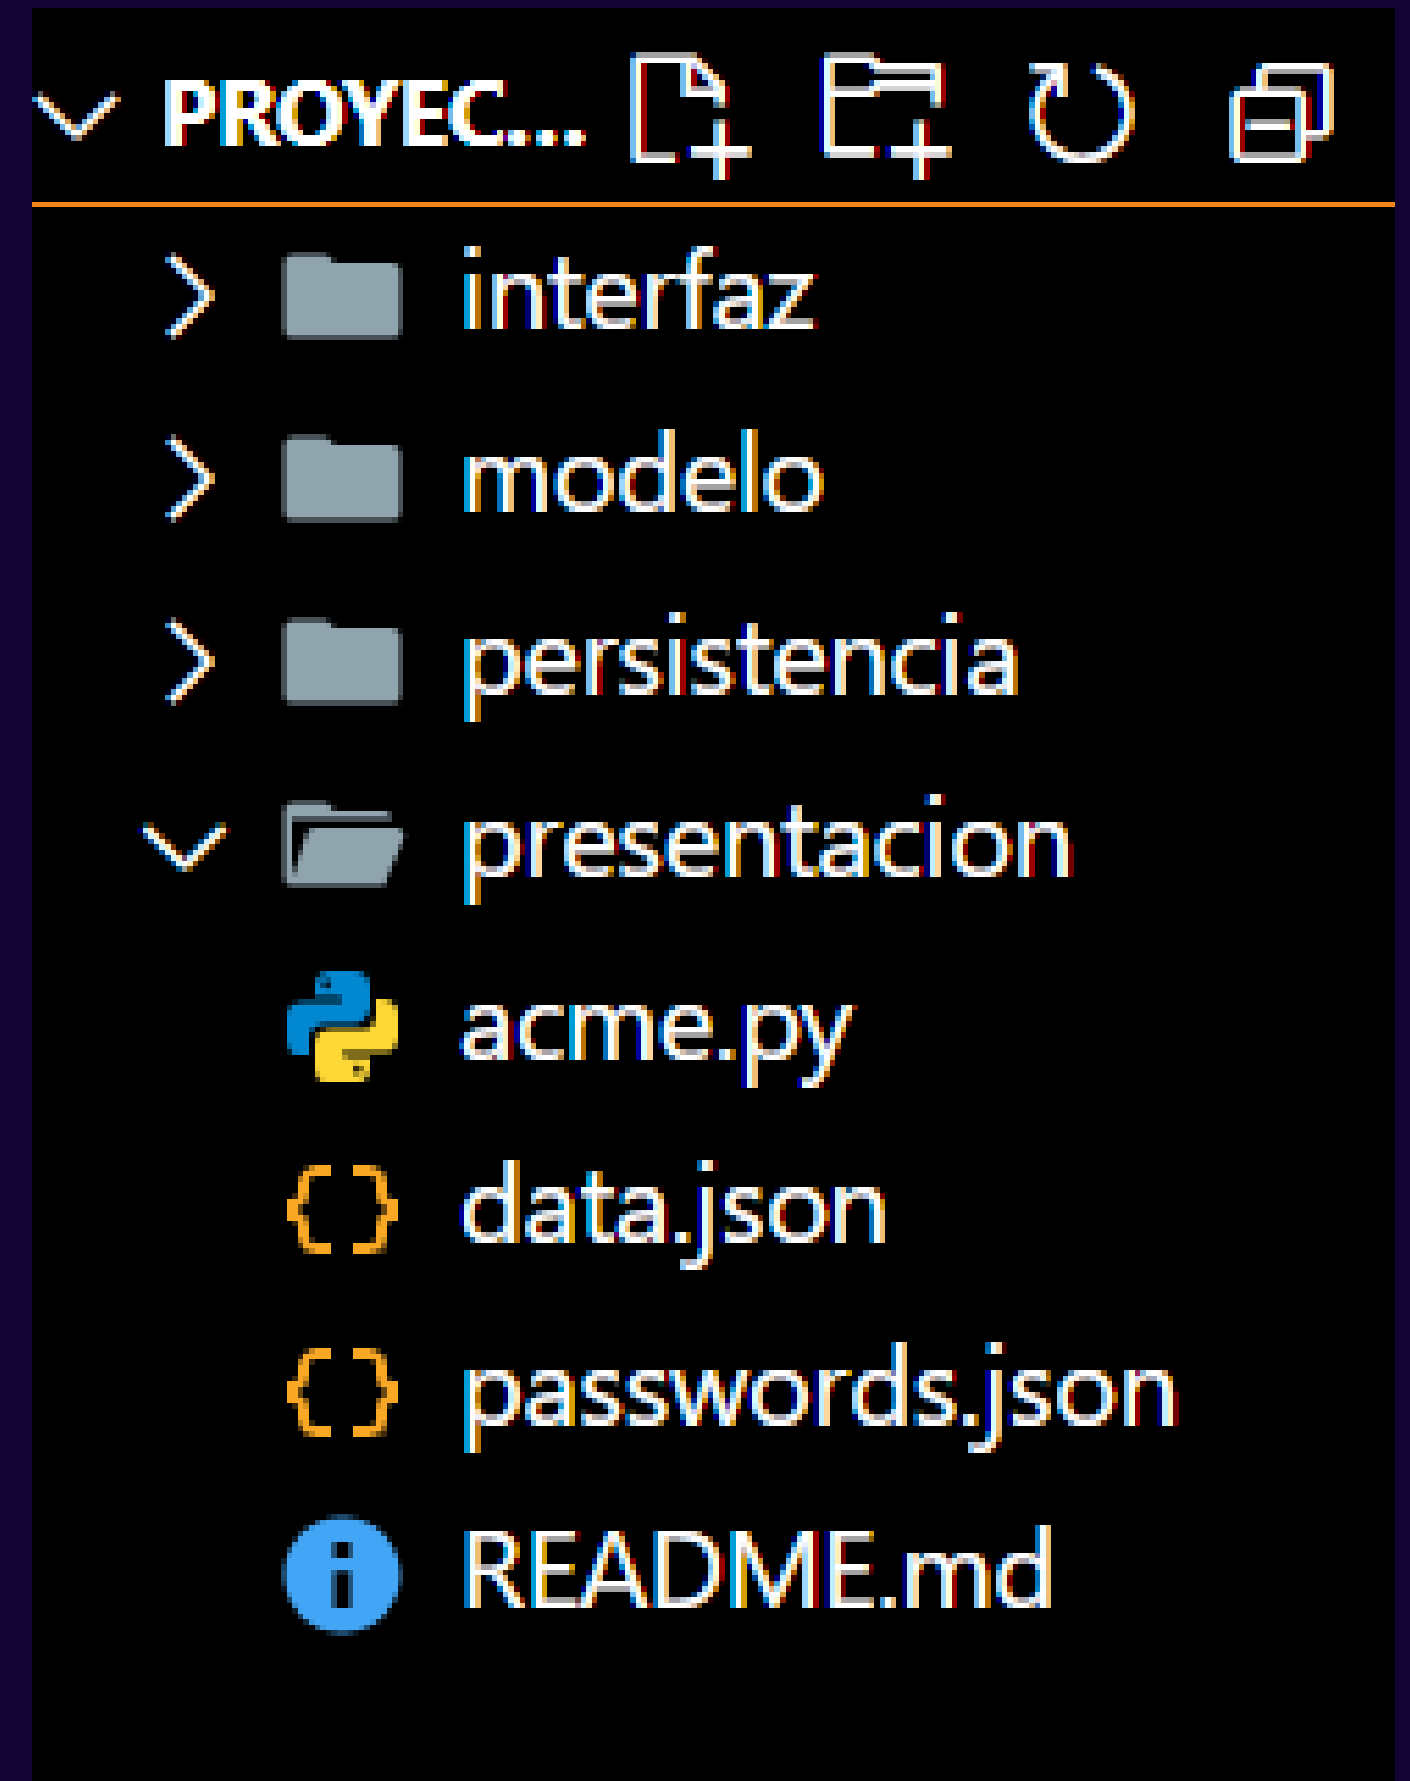 PROYEC...
interfaz
modelo
persistencia
presentacion
acme.py
data.json
passwords.json
README.md